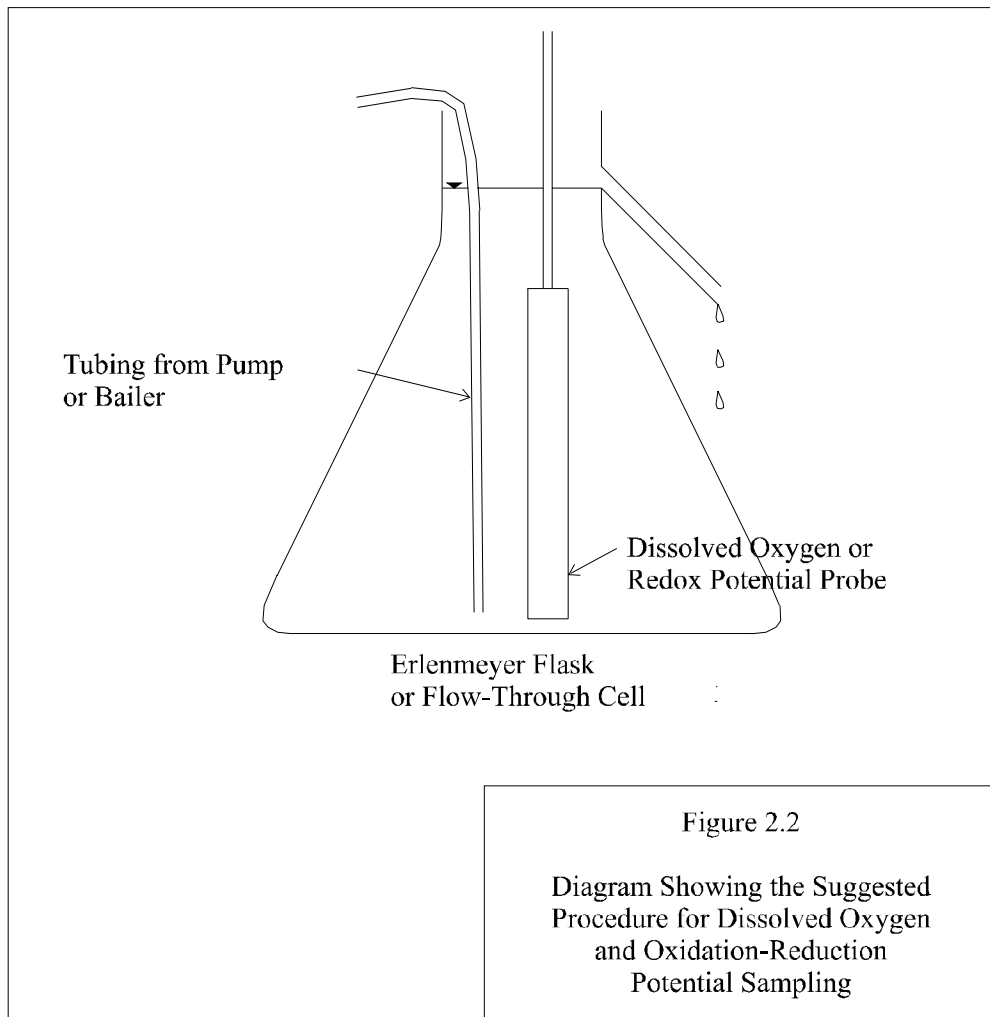 Tubing from Pump
or Bailer
Dissolved Oxygen or
Redox Potential Probe
Erlenmeyer Flask
or Flow-Through Cell
Figure 2.2
Diagram Showing the Suggested
Procedure for Dissolved Oxygen
and Oxidation-Reduction
Potential Sampling